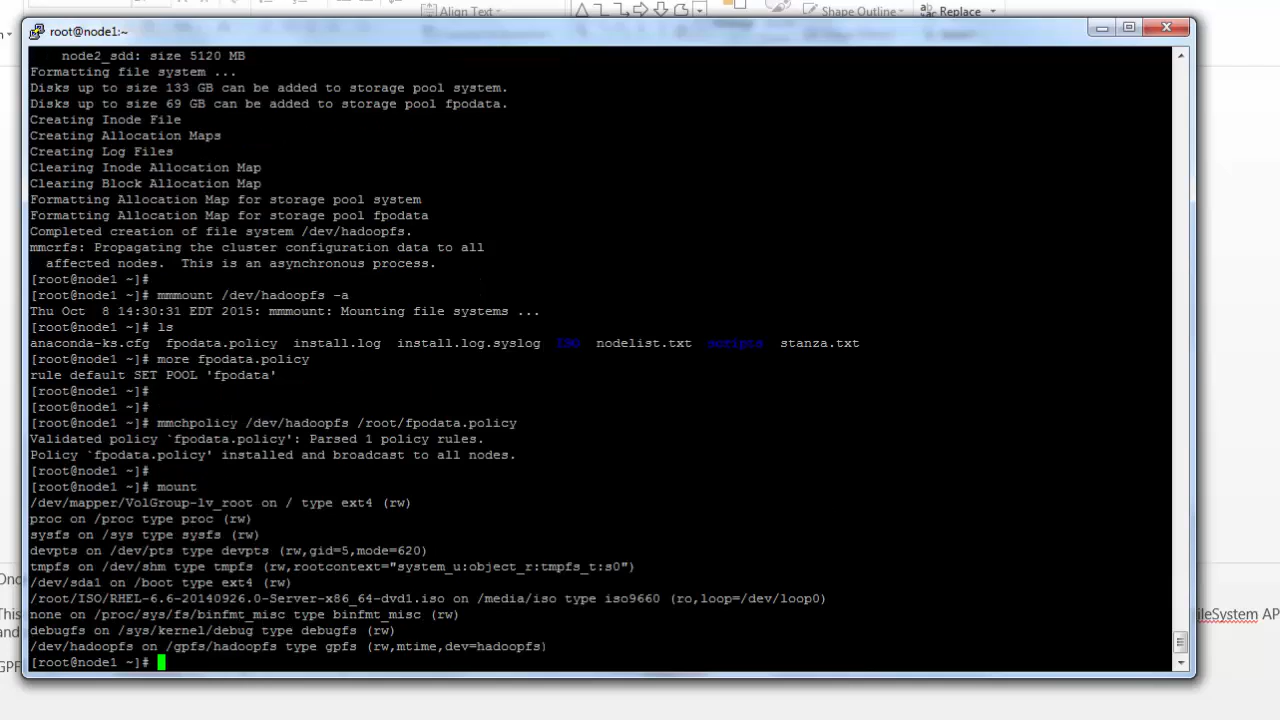 Align Text
Shape Outline
ab Replace
root@node1:~
node2_sdd: size 5120 MB
Formatting file system ...
Disks up to size 133 GB can be added to storage pool system.
Disks up to size 69 GB can be added to storage pool fpodata.
Creating Inode File
Creating Allocation Maps
Creating Log Files
Clearing Inode Allocation Map
Clearing Block Allocation Map
Formatting Allocation Map for storage pool system
Formatting Allocation Map for storage pool fpodata
Completed creation of file system /dev/hadoopfs.
mmcrfs: Propagating the cluster configuration data to all
affected nodes.  This is an asynchronous process.
[root@node1 ~]#
[root@node1 ~]# mmmount /dev/hadoopfs -a
Thu Oct  8 14:30:31 EDT 2015: mmmount: Mounting file systems ...
[root@node1 ~]# ls
anaconda-ks.cfg  fpodata.policy  install.log  install.log.syslog  ISO  nodelist.txt  scripts  stanza.txt
[root@node1 ~]# more fpodata.policy
rule default SET POOL 'fpodata'
[root@node1 ~]#
[root@node1 ~]#
[root@node1 ~]# mmchpolicy /dev/hadoopfs /root/fpodata.policy
Validated policy `fpodata.policy': Parsed 1 policy rules.
Policy `fpodata.policy' installed and broadcast to all nodes.
[root@node1 ~]#
[root@node1 ~]# mount
/dev/mapper/VolGroup-lv_root on / type ext4 (rw)
proc on /proc type proc (rw)
sysfs on /sys type sysfs (rw)
devpts on /dev/pts type devpts (rw,gid=5,mode=620)
tmpfs on /dev/shm type tmpfs (rw,rootcontext="system_u:object_r:tmpfs_t:s0")
/dev/sda1 on /boot type ext4 (rw)
/root/ISO/RHEL-6.6-20140926.0-Server-x86_64-dvd1.iso on /media/iso type iso9660 (ro,loop=/dev/loop0)
none on /proc/sys/fs/binfmt_misc type binfmt_misc (rw)
debugfs on /sys/kernel/debug type debugfs (rw)
/dev/hadoopfs on /gpfs/hadoopfs type gpfs (rw,mtime,dev=hadoopfs)
[root@node1 ~]#
This
ileSystem AP
and
GPF